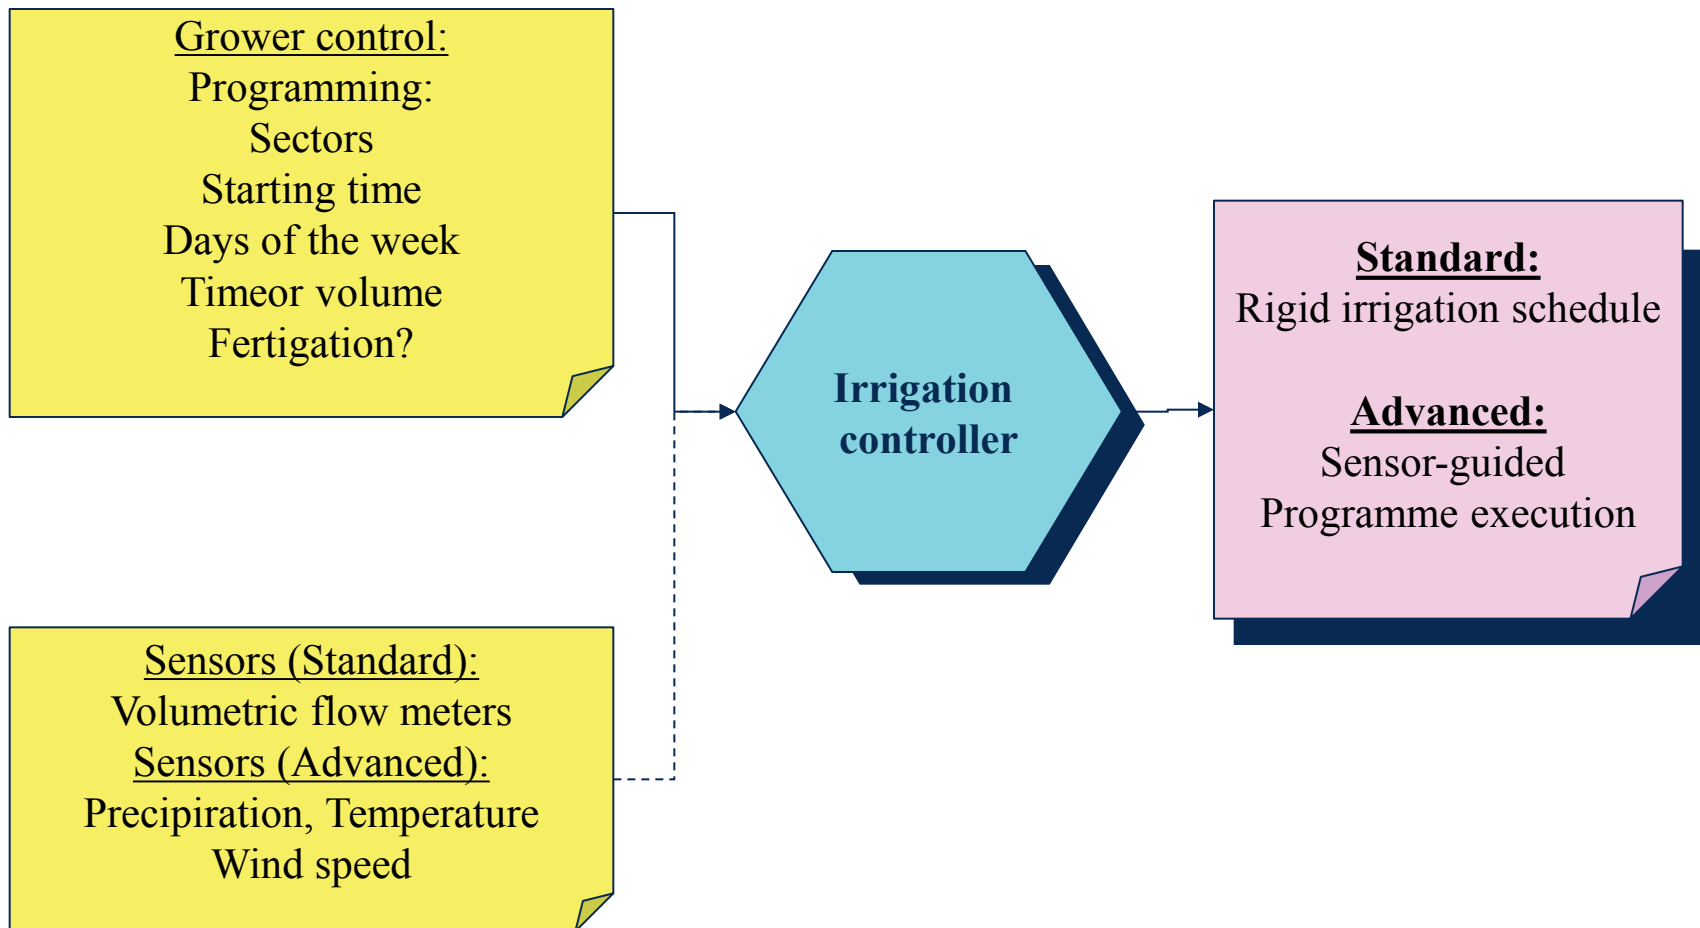 Grower control:
Programming:
Sectors
Starting time
Days of the week
Timeor volume
Fertigation?
Sensors (Standard):
Volumetric flow meters
Sensors (Advanced):
Precipiration, Temperature
Wind speed
Irrigation
controller
Standard:
Rigid irrigation schedule
Advanced:
Sensor-guided
Programme execution